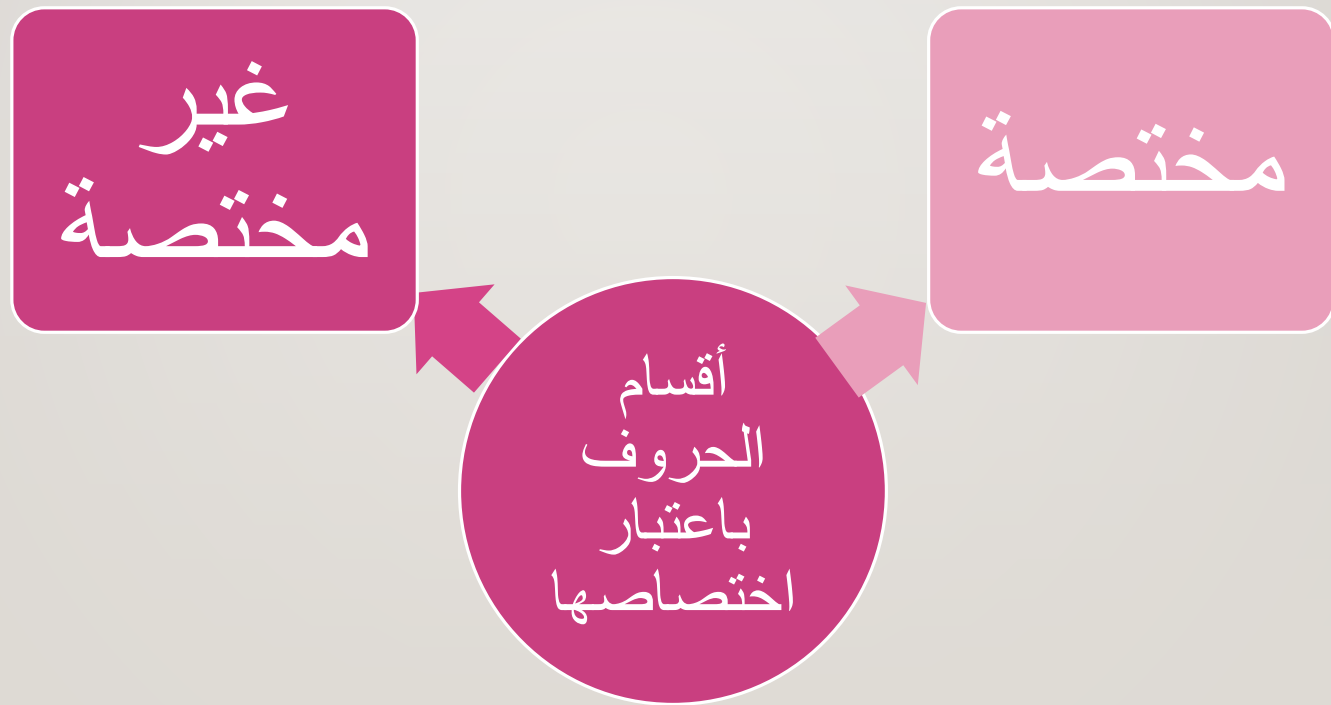 مختصة
غير
مختصة
أقسام
الحروف
باعتبار
اختصاصها